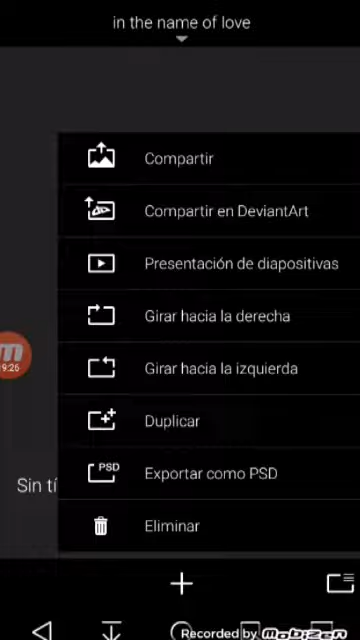 in the name of love
Compartir
Compartir en DeviantArt
Presentación de diapositivas
Girar hacia la derecha
Girar hacia la izquierda
9:26
Duplicar
PSD
Exportar como PSD
Sin tí
Eliminar
Recorded by mobizen